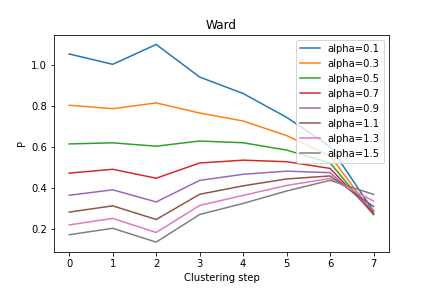 Ward
P
1.0
0.8
0.6
0.4
0.2
0 1 2 3 4 5 6 7
Clustering step
alpha=0.1
alpha=0.3
alpha=0.5
alpha=0.7
alpha=0.9
alpha=1.1
alpha=1.3
alpha=1.5